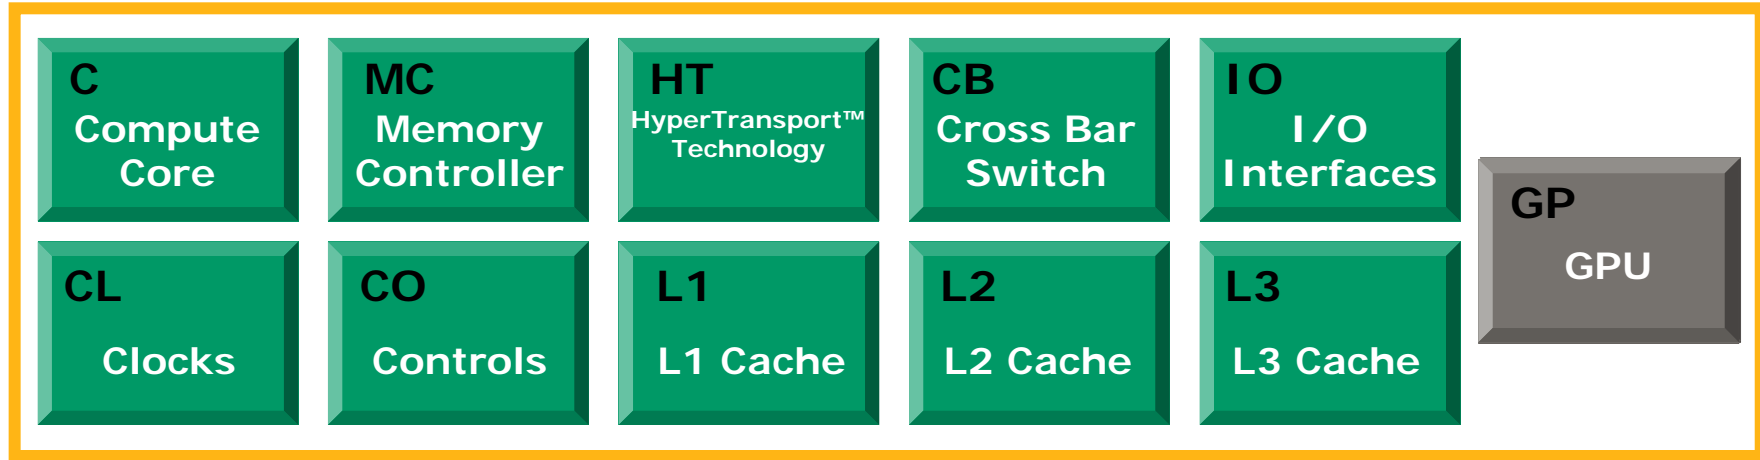 C
Compute
Core
MC
Memory
Controller
HT
HyperTransport™
Technology
CB
Cross Bar
Switch
IO
I/O
Interfaces
GP
GPU
CL
Clocks
CO
Controls
L1
L1 Cache
L2
L2 Cache
L3
L3 Cache